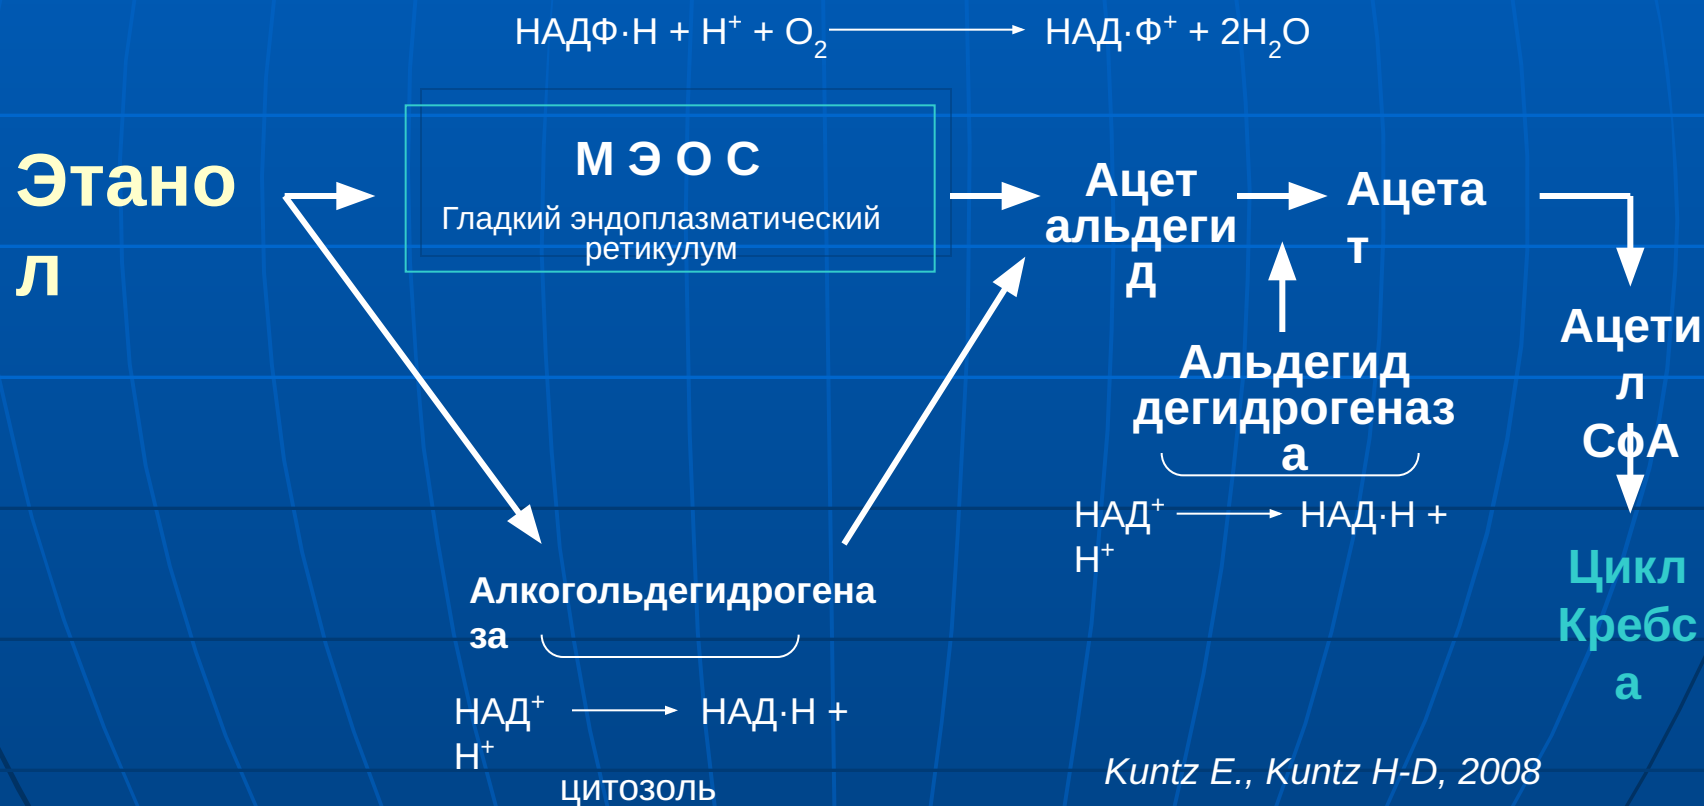 НАДФ·Н + Н⁺ + О₂ НАД·Ф⁺ + 2Н₂О
Этано
л
М Э О С
Гладкий эндоплазматический
ретикулум
Ацет
альдеги
д
Ацета
т
Ацети
л
СоА
Альдегид
дегидрогеназ
а
НАД⁺ НАД·Н +
Н⁺
Цикл
Кребс
а
Алкогольдегидрогена
за
НАД⁺ НАД·Н +
Н⁺
цитозоль
Kuntz E., Kuntz H-D, 2008